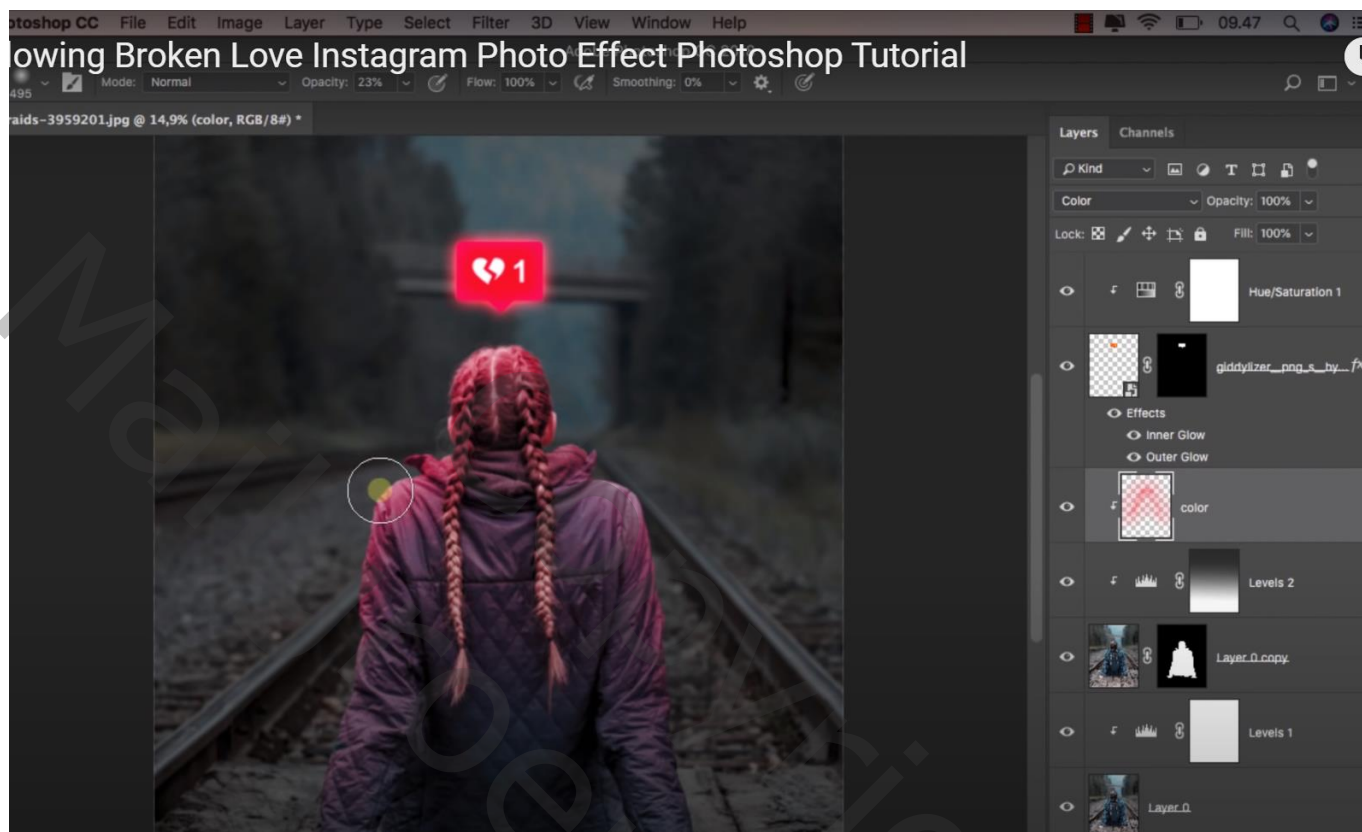 otoshop CC File Edit Image Layer Type Select Filter 3D View Window Help 09.47
lowing Broken Love Instagram Photo Effect Photoshop Tutorial
495 Mode: Normal Opacity: 23% Flow: 100% Smoothing: 0%
raids-3959201.jpg @ 14,9% (color, RGB/8#) *
Layers Channels
Kind
Color Opacity: 100%
Lock: Fill: 100%
1
Hue/Saturation 1
giddylizer__png_s__by... fx
Effects
Inner Glow
Outer Glow
color
Levels 2
Layer 0 copy
Levels 1
Layer 0